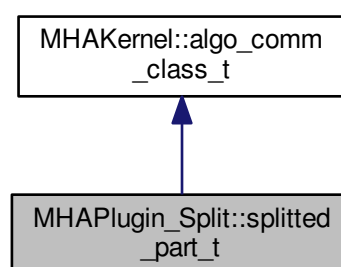 MHAKernel::algo_comm
_class_t
MHAPlugin_Split::splitted
_part_t